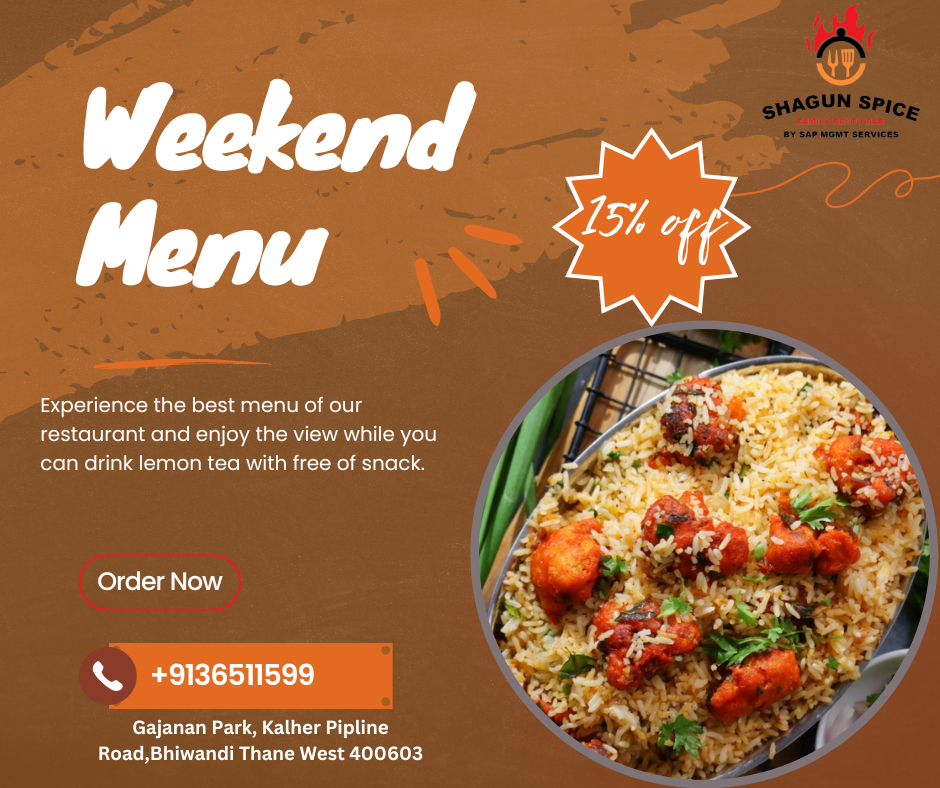 SHAGUN SPICE
BY SAP MGMT SERVICES
Weekend
Menu
15% off
Experience the best menu of our
restaurant and enjoy the view while you
can drink lemon tea with free of snack.
Order Now
+9136511599
Gajanan Park, Kalher Pipline
Road,Bhiwandi Thane West 400603